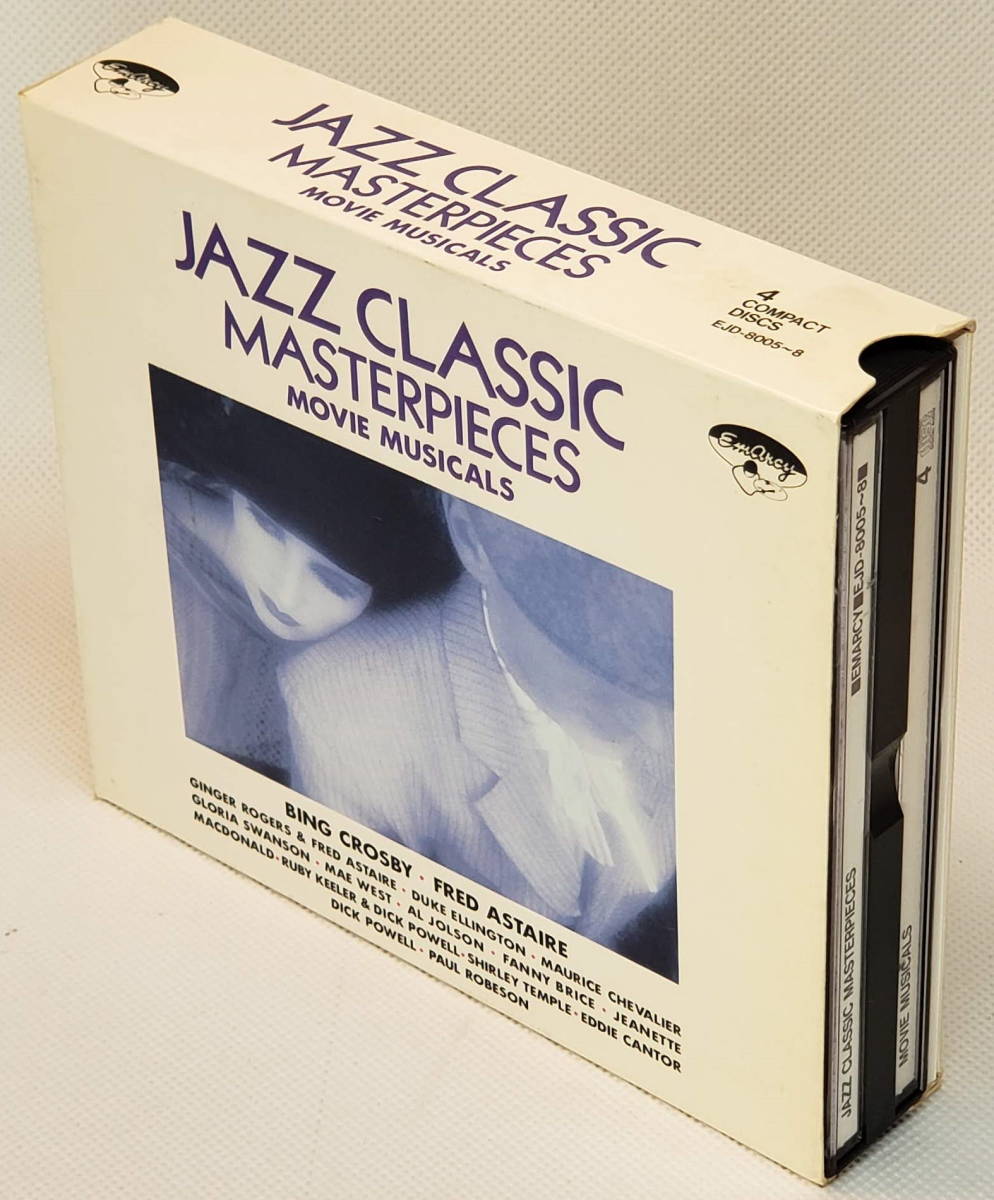 EmArcy
JAZZ CLASSIC
MASTERPIECES
MOVIE MUSICALS
4
COMPACT
DISCS
EJD-8005~8
JAZZ CLASSIC
MASTERPIECES
MOVIE MUSICALS
EmArcy
BING CROSBY · FRED ASTAIRE
GINGER ROGERS & FRED ASTAIRE · DUKE ELLINGTON · MAURICE CHEVALIER
GLORIA SWANSON · MAE WEST · AL JOLSON · FANNY BRICE · JEANETTE
MACDONALD · RUBY KEELER & DICK POWELL · SHIRLEY TEMPLE · EDDIE CANTOR
DICK POWELL · PAUL ROBESON
JAZZ CLASSIC MASTERPIECES ■EMARCY■EJD-8005~8■
MOVIE MUSICALS 4